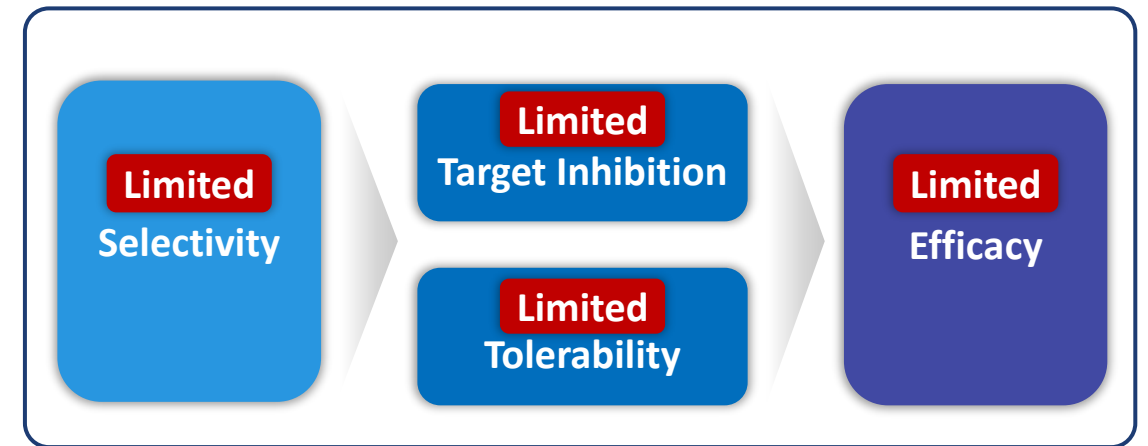 Limited
Selectivity
Limited
Target Inhibition
Limited
Tolerability
Limited
Efficacy